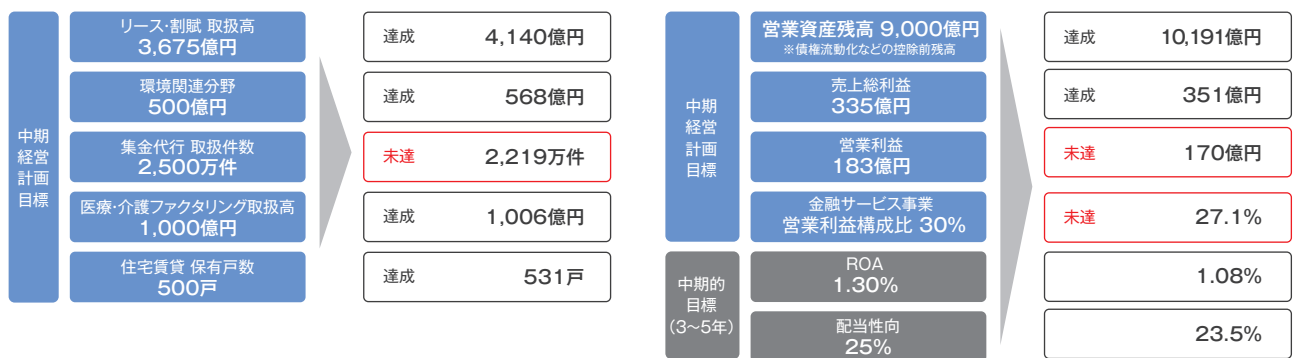 中期
経営
計画
目標
リース・割賦 取扱高
3,675億円
達成 4,140億円
環境関連分野
500億円
達成 568億円
集金代行 取扱件数
2,500万件
未達 2,219万件
医療・介護ファクタリング取扱高
1,000億円
達成 1,006億円
住宅賃貸 保有戸数
500戸
達成 531戸
中期
経営
計画
目標
営業資産残高 9,000億円
※債権流動化などの控除前残高
達成 10,191億円
売上総利益
335億円
達成 351億円
営業利益
183億円
未達 170億円
金融サービス事業
営業利益構成比 30%
未達 27.1%
中期的
目標
（3〜5年）
ROA
1.30%
1.08%
配当性向
25%
23.5%